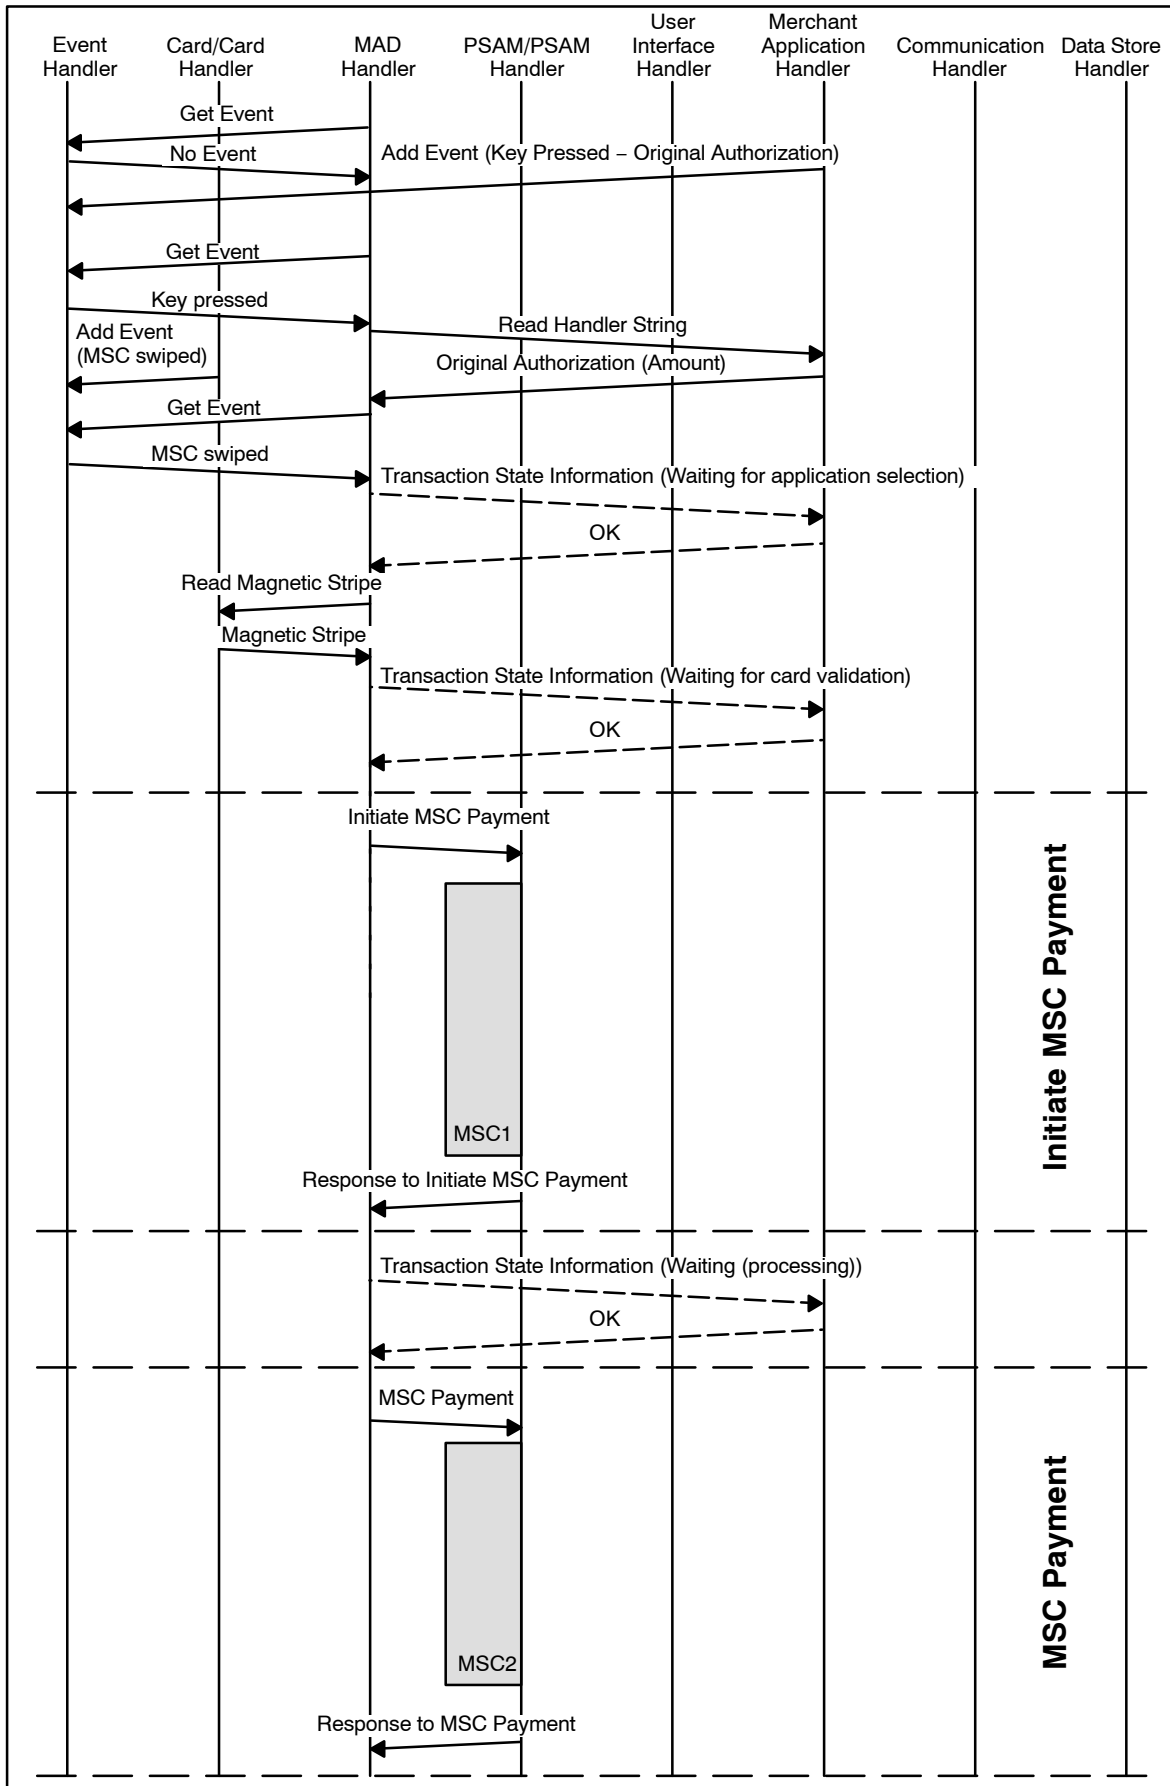 Event
Handler
Card/Card
Handler
MAD
Handler
PSAM/PSAM
Handler
User
Interface
Handler
Merchant
Application
Handler
Communication
Handler
Data Store
Handler
Get Event
No Event
Add Event (Key Pressed – Original Authorization)
Get Event
Key pressed
Add Event
(MSC swiped)
Read Handler String
Original Authorization (Amount)
Get Event
MSC swiped
Transaction State Information (Waiting for application selection)
OK
Read Magnetic Stripe
Magnetic Stripe
Transaction State Information (Waiting for card validation)
OK
Initiate MSC Payment
MSC1
Initiate MSC Payment
Response to Initiate MSC Payment
Transaction State Information (Waiting (processing))
OK
MSC Payment
MSC2
MSC Payment
Response to MSC Payment